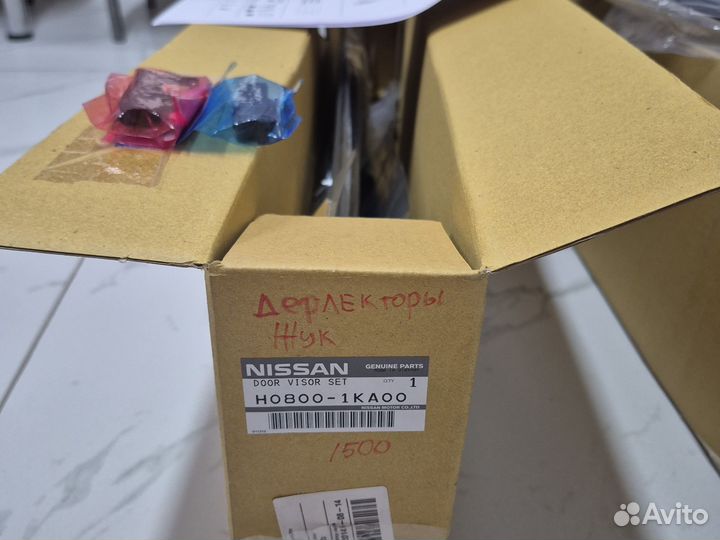 Дефлекторы
Жук
NISSAN GENUINE PARTS
DOOR VISOR SET QTY 1
H0800-1KA00
NISSAN MOTOR CO.,LTD
1500
Avito